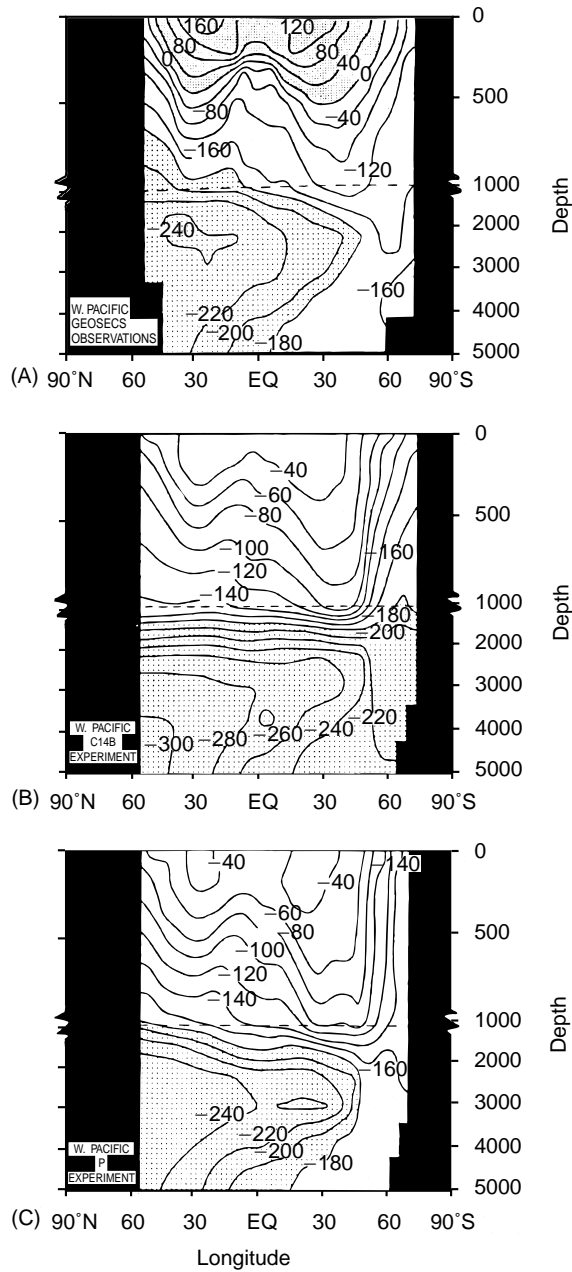 160 120 0
80 80
0 40
0
500
−80 −40
−160
−120
1000
−240 2000
3000
−160
−220 4000
−200
−180 5000
W. PACIFIC
GEOSECS
OBSERVATIONS
Depth
(A) 90°N 60 30 EQ 30 60 90°S
0
−40
−60
−80 500
−100 −160
−120
−140 1000
−180
−200
2000
3000
−220
−260 −240 4000
−300 −280
5000
W. PACIFIC
C14B
EXPERIMENT
Depth
(B) 90°N 60 30 EQ 30 60 90°S
−40 −140 0
−40
−60
−80 500
−100
−120
−140
1000
−160 2000
−240 3000
−220
−200 4000
−180
5000
W. PACIFIC
P
EXPERIMENT
Depth
(C) 90°N 60 30 EQ 30 60 90°S
Longitude